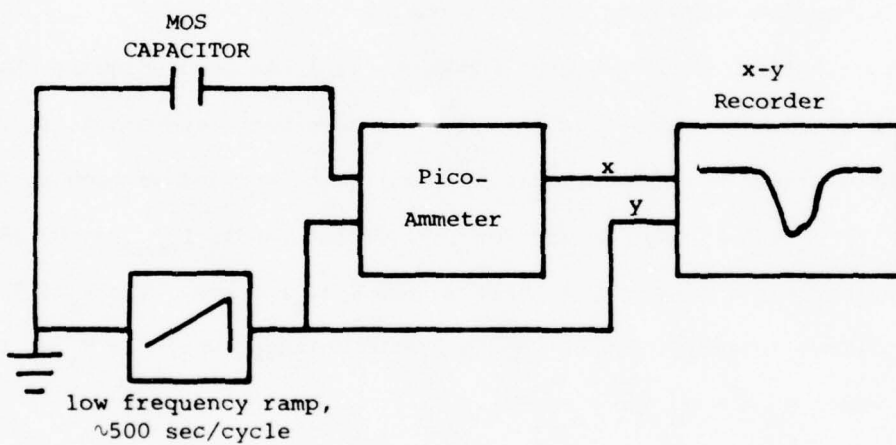 MOS
CAPACITOR
x-y
Recorder
Pico-
Ammeter
x
y
low frequency ramp,
~500 sec/cycle